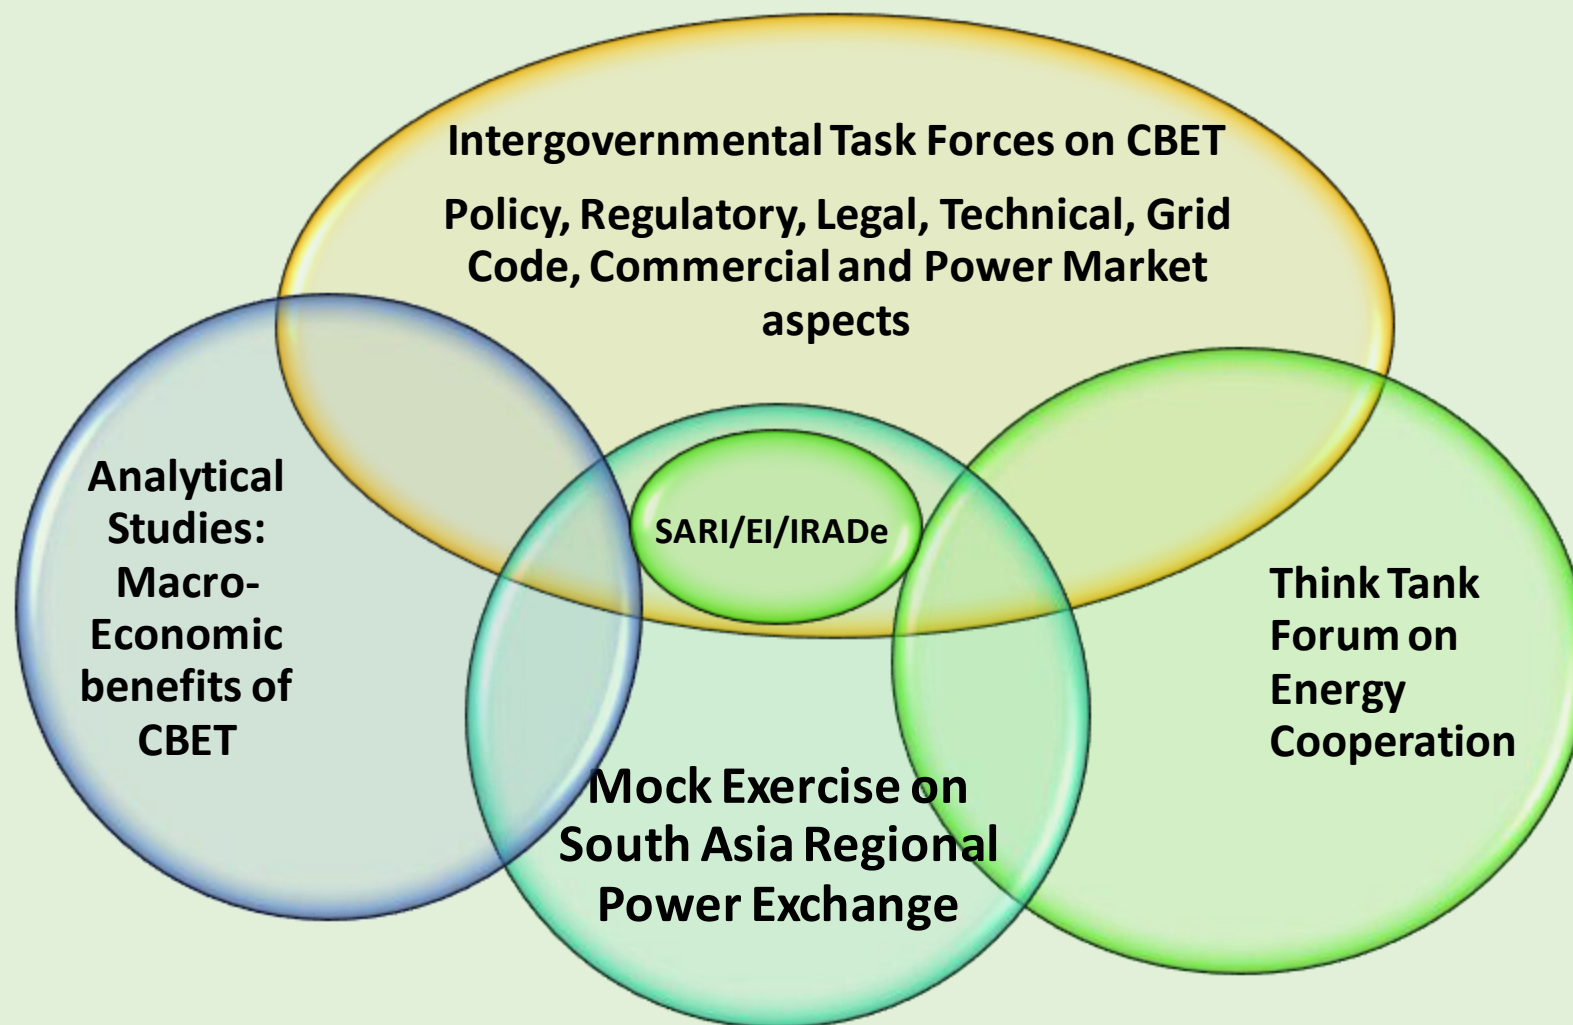 Intergovernmental Task Forces on CBET
Policy, Regulatory, Legal, Technical, Grid
Code, Commercial and Power Market
aspects
Analytical
Studies:
Macro-
Economic
benefits of
CBET
SARI/EI/IRADe
Think Tank
Forum on
Energy
Cooperation
Mock Exercise on
South Asia Regional
Power Exchange